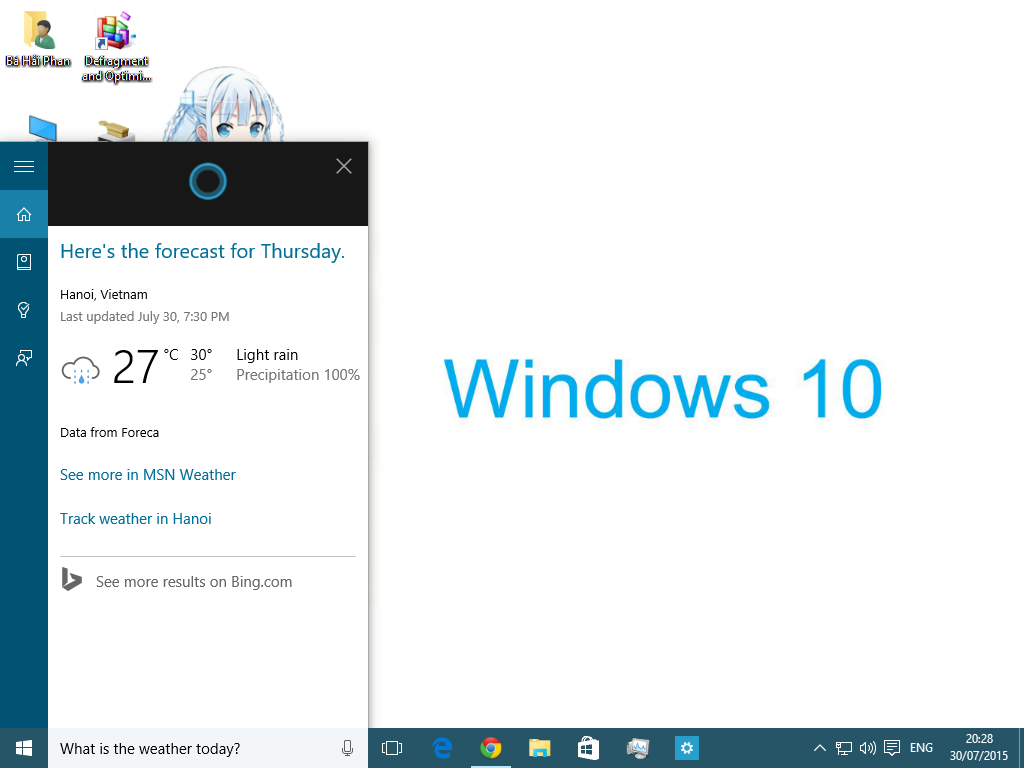 Bá Hải Phan
Defragment
and Optimi...
Here's the forecast for Thursday.
Hanoi, Vietnam
Last updated July 30, 7:30 PM
27 °C 30° Light rain
25° Precipitation 100%
Data from Foreca
See more in MSN Weather
Track weather in Hanoi
See more results on Bing.com
Windows 10
What is the weather today?
ENG
20:28
30/07/2015